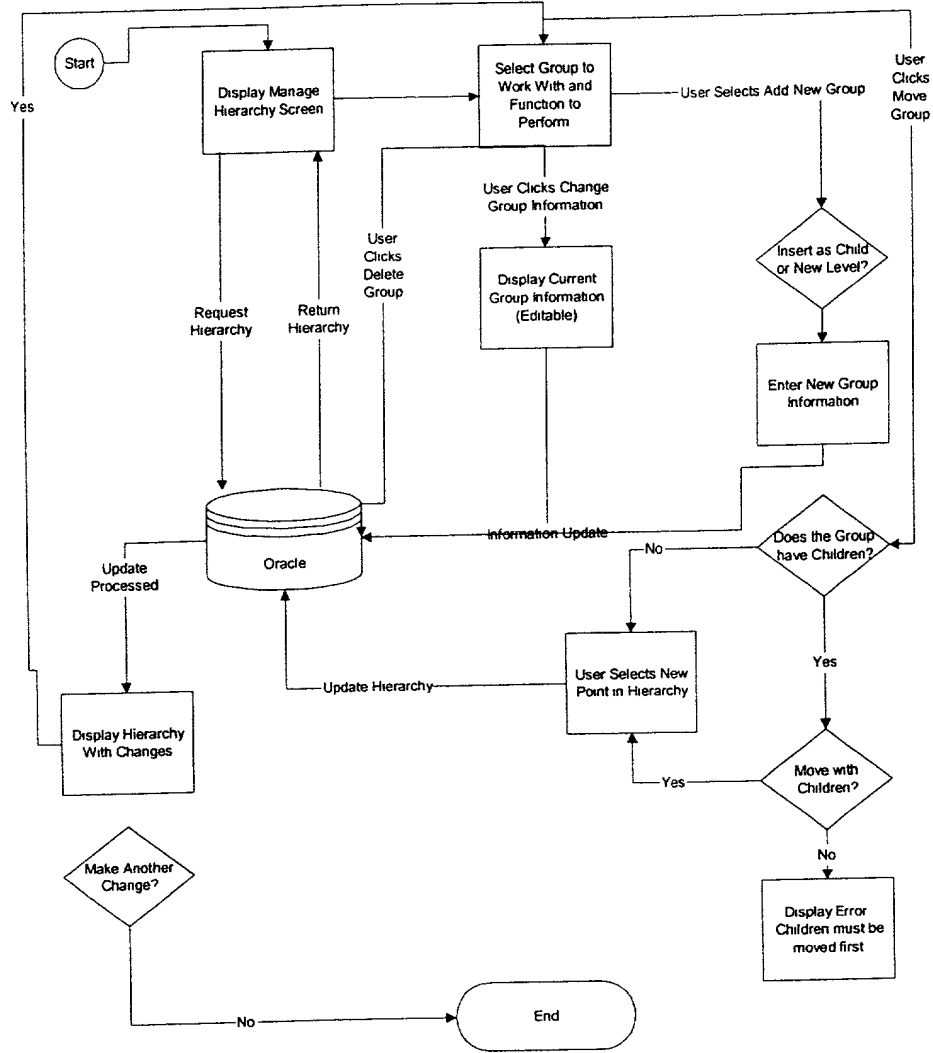 Start
Yes
Display Manage
Hierarchy Screen
Select Group to
Work With and
Function to
Perform
User Selects Add New Group
User
Clicks
Move
Group
User Clicks Change
Group Information
User
Clicks
Delete
Group
Insert as Child
or New Level?
Display Current
Group Information
(Editable)
Request
Hierarchy
Return
Hierarchy
Enter New Group
Information
Information Update
Does the Group
have Children?
No
Oracle
Update
Processed
Yes
User Selects New
Point in Hierarchy
Update Hierarchy
Display Hierarchy
With Changes
Move with
Children?
Yes
No
Make Another
Change?
Display Error
Children must be
moved first
No
End